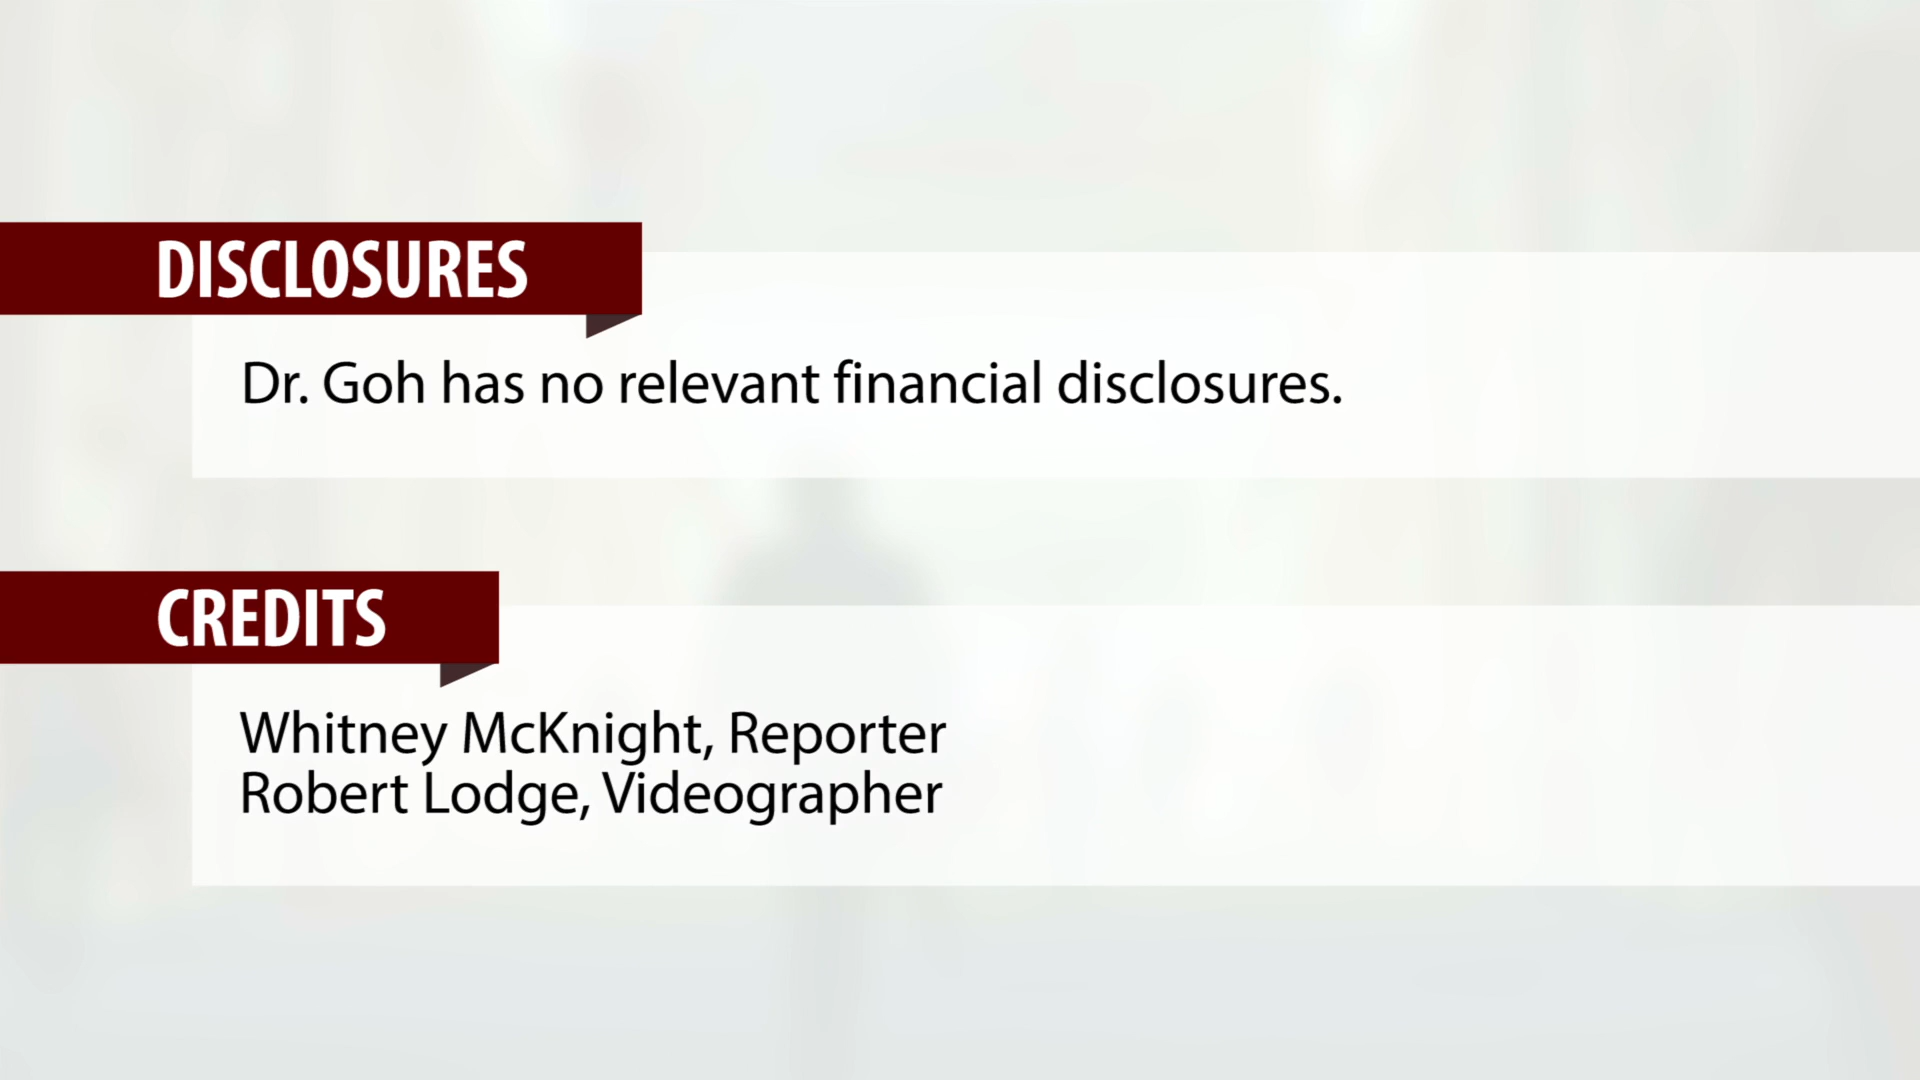 DISCLOSURES
Dr. Goh has no relevant financial disclosures.
CREDITS
Whitney McKnight, Reporter
Robert Lodge, Videographer